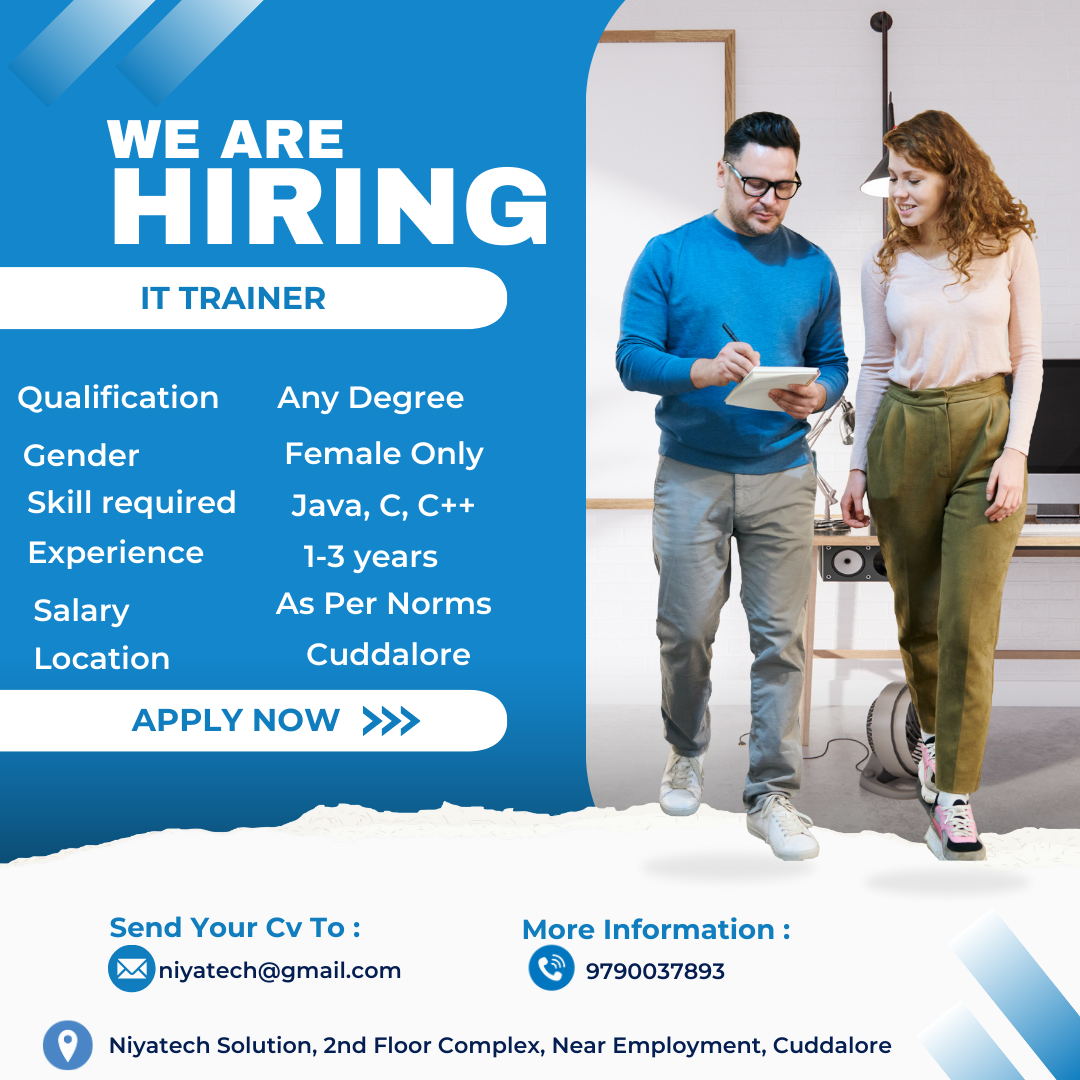 WE ARE
HIRING
IT TRAINER
Qualification Any Degree
Gender Female Only
Skill required Java, C, C++
Experience 1-3 years
Salary As Per Norms
Location Cuddalore
APPLY NOW
Send Your Cv To :
niyatech@gmail.com
More Information :
9790037893
Niyatech Solution, 2nd Floor Complex, Near Employment, Cuddalore